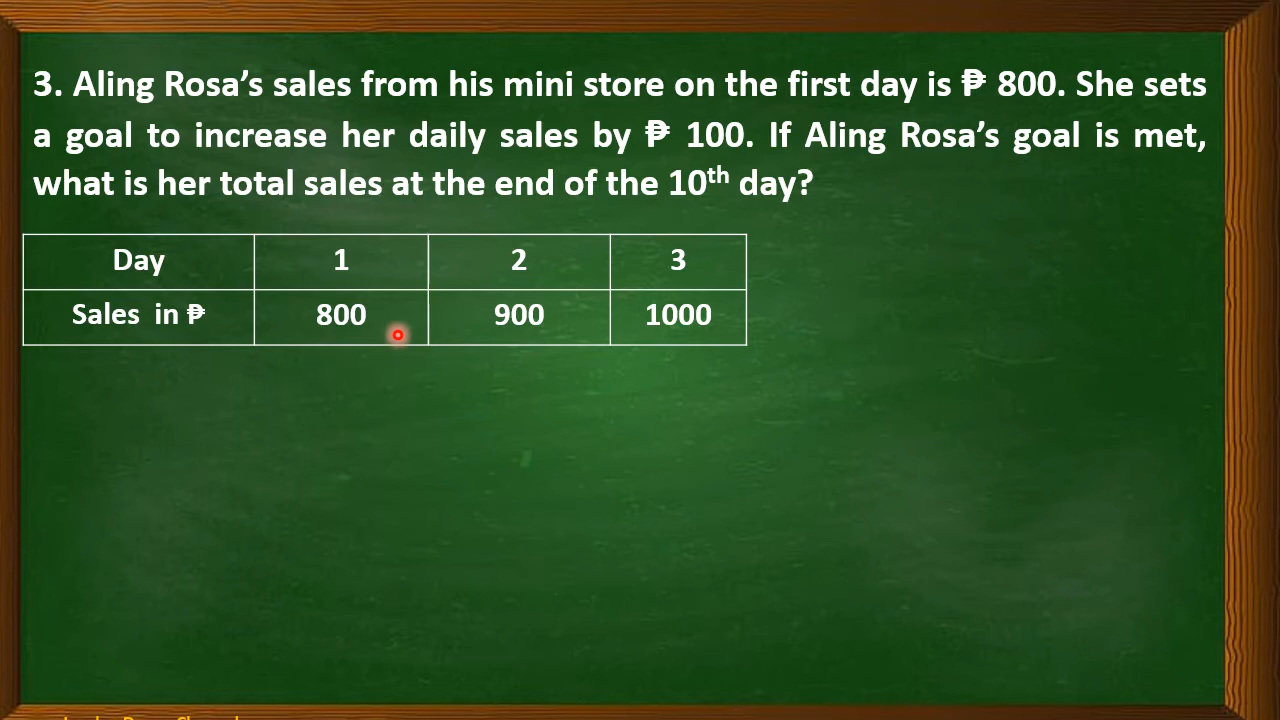 3. Aling Rosa’s sales from his mini store on the first day is ₱ 800. She sets
a goal to increase her daily sales by ₱ 100. If Aling Rosa’s goal is met,
what is her total sales at the end of the 10th day?
Day 1 2 3
Sales in ₱ 800 900 1000